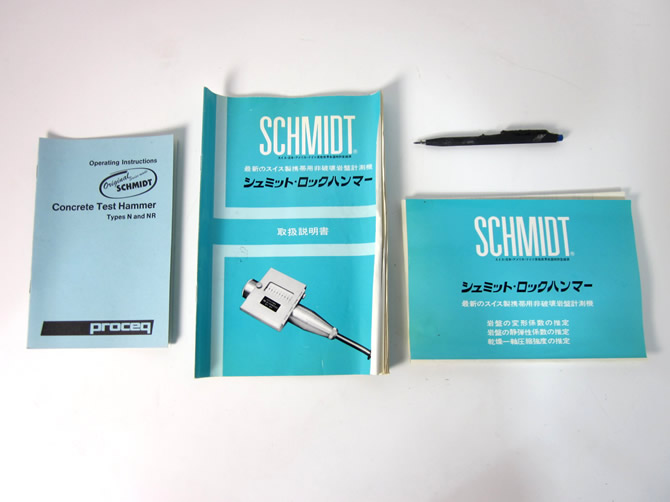 Operating Instructions
Original
SCHMIDT
Concrete Test Hammer
Types N and NR
proceq
SCHMIDT®
最新のスイス製携帯用非破壊岩盤計測機
シュミット・ロックハンマー
取扱説明書
SCHMIDT®
シュミット・ロックハンマー
最新のスイス製携帯用非破壊岩盤計測機
岩盤の変形係数の推定
岩盤の静弾性係数の推定
乾燥一軸圧縮強度の推定